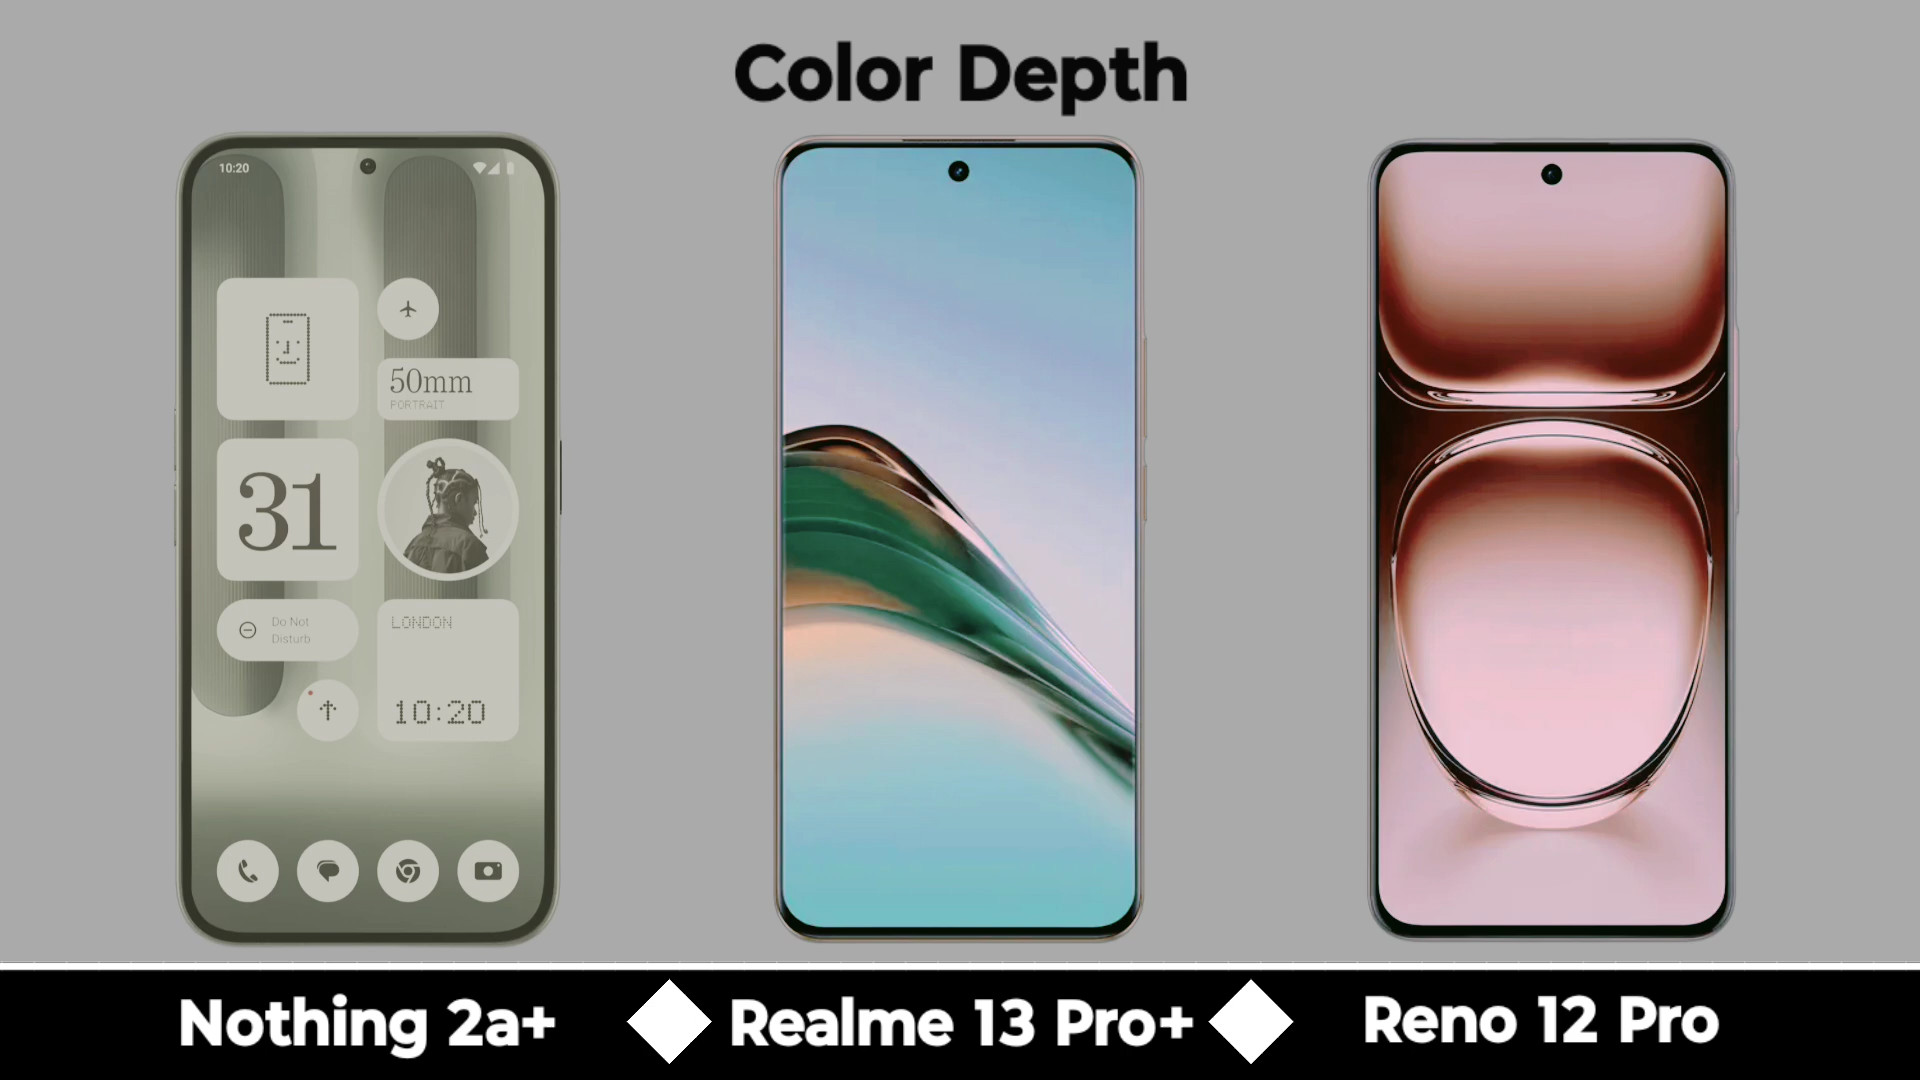 Color Depth
10:20
50mm
PORTRAIT
31
Do Not
Disturb
LONDON
10:20
Nothing 2a+
Realme 13 Pro+
Reno 12 Pro